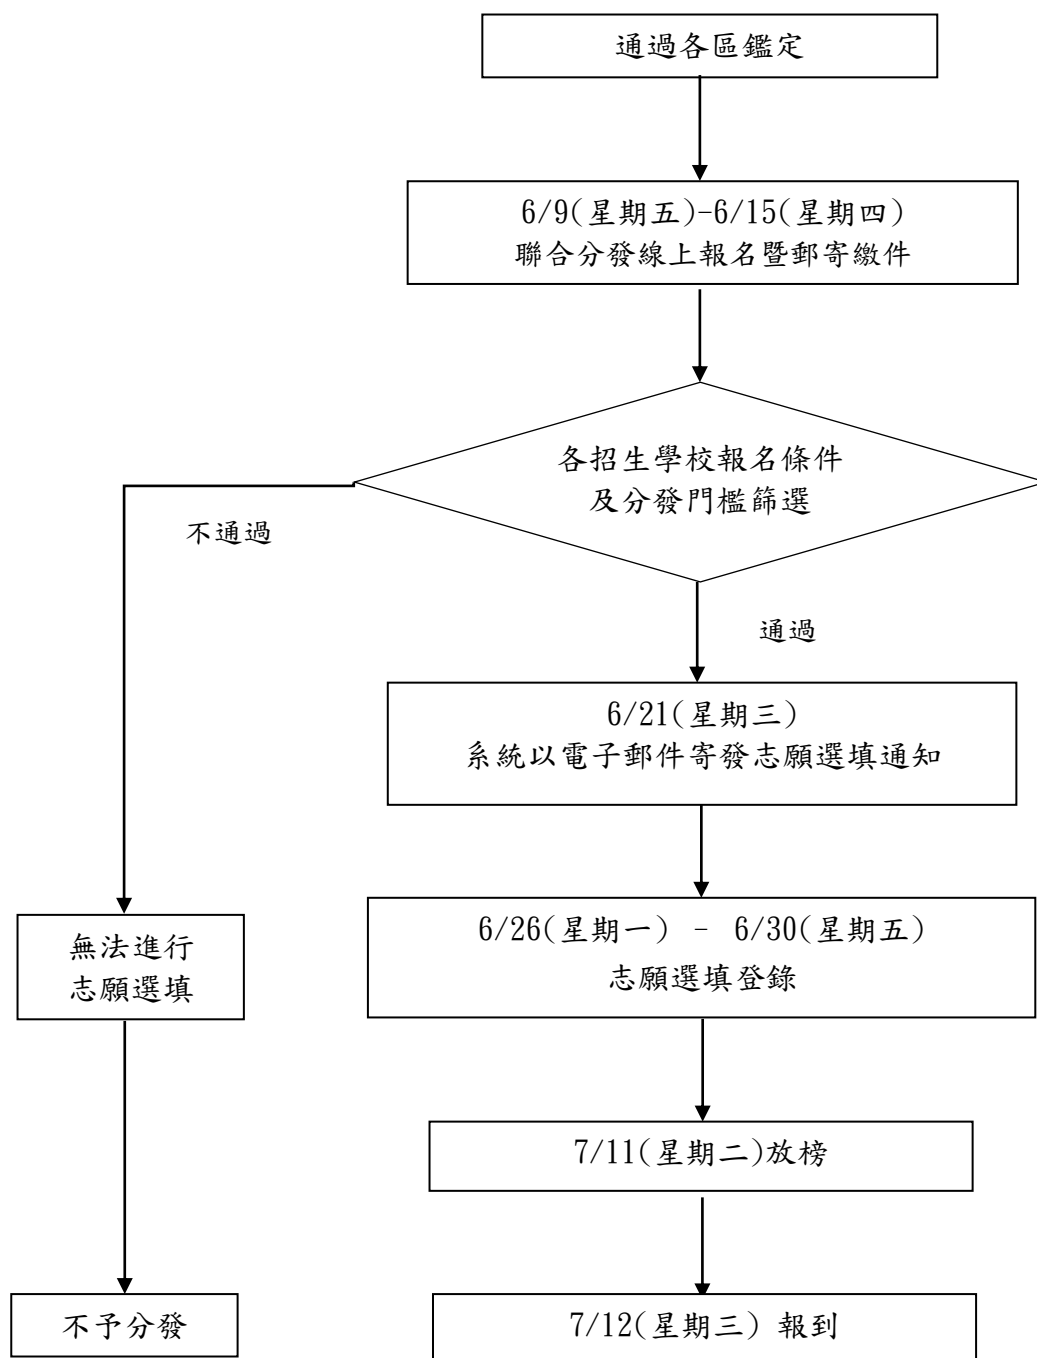 通過各區鑑定
6/9(星期五)-6/15(星期四)
聯合分發線上報名暨郵寄繳件
各招生學校報名條件
及分發門檻篩選
不通過
通過
6/21(星期三)
系統以電子郵件寄發志願選填通知
6/26(星期一) - 6/30(星期五)
志願選填登錄
無法進行
志願選填
7/11(星期二)放榜
不予分發
7/12(星期三) 報到